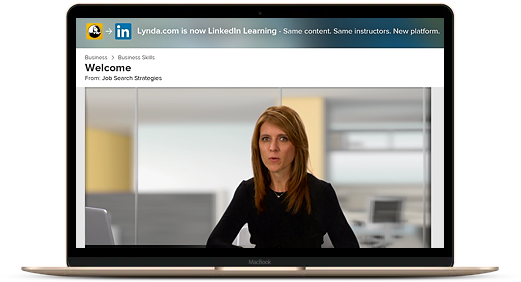 in Lynda.com is now LinkedIn Learning - Same content. Same instructors. New platform.
Business > Business Skills
Welcome
From: Job Search Strategies
MacBook